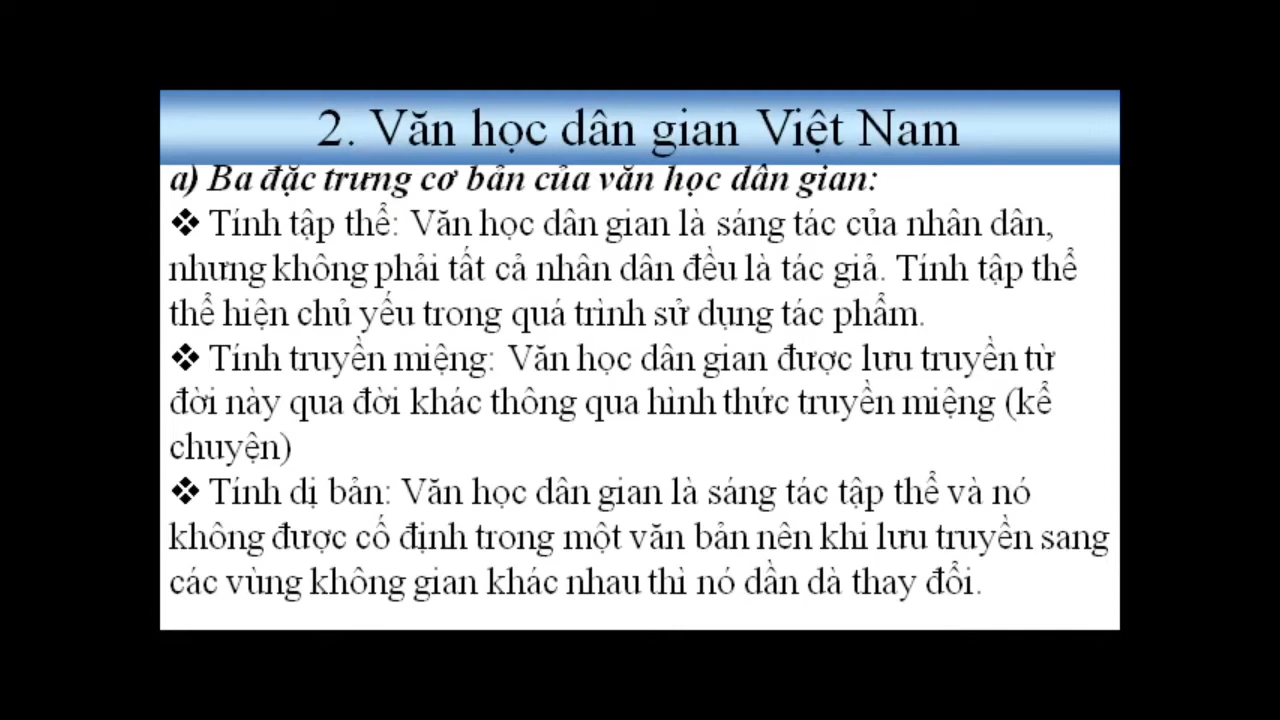 2. Văn học dân gian Việt Nam
a) Ba đặc trưng cơ bản của văn học dân gian:
❖ Tính tập thể: Văn học dân gian là sáng tác của nhân dân,
nhưng không phải tất cả nhân dân đều là tác giả. Tính tập thể
thể hiện chủ yếu trong quá trình sử dụng tác phẩm.
❖ Tính truyền miệng: Văn học dân gian được lưu truyền từ
đời này qua đời khác thông qua hình thức truyền miệng (kể
chuyện)
❖ Tính dị bản: Văn học dân gian là sáng tác tập thể và nó
không được cố định trong một văn bản nên khi lưu truyền sang
các vùng không gian khác nhau thì nó dần dà thay đổi.